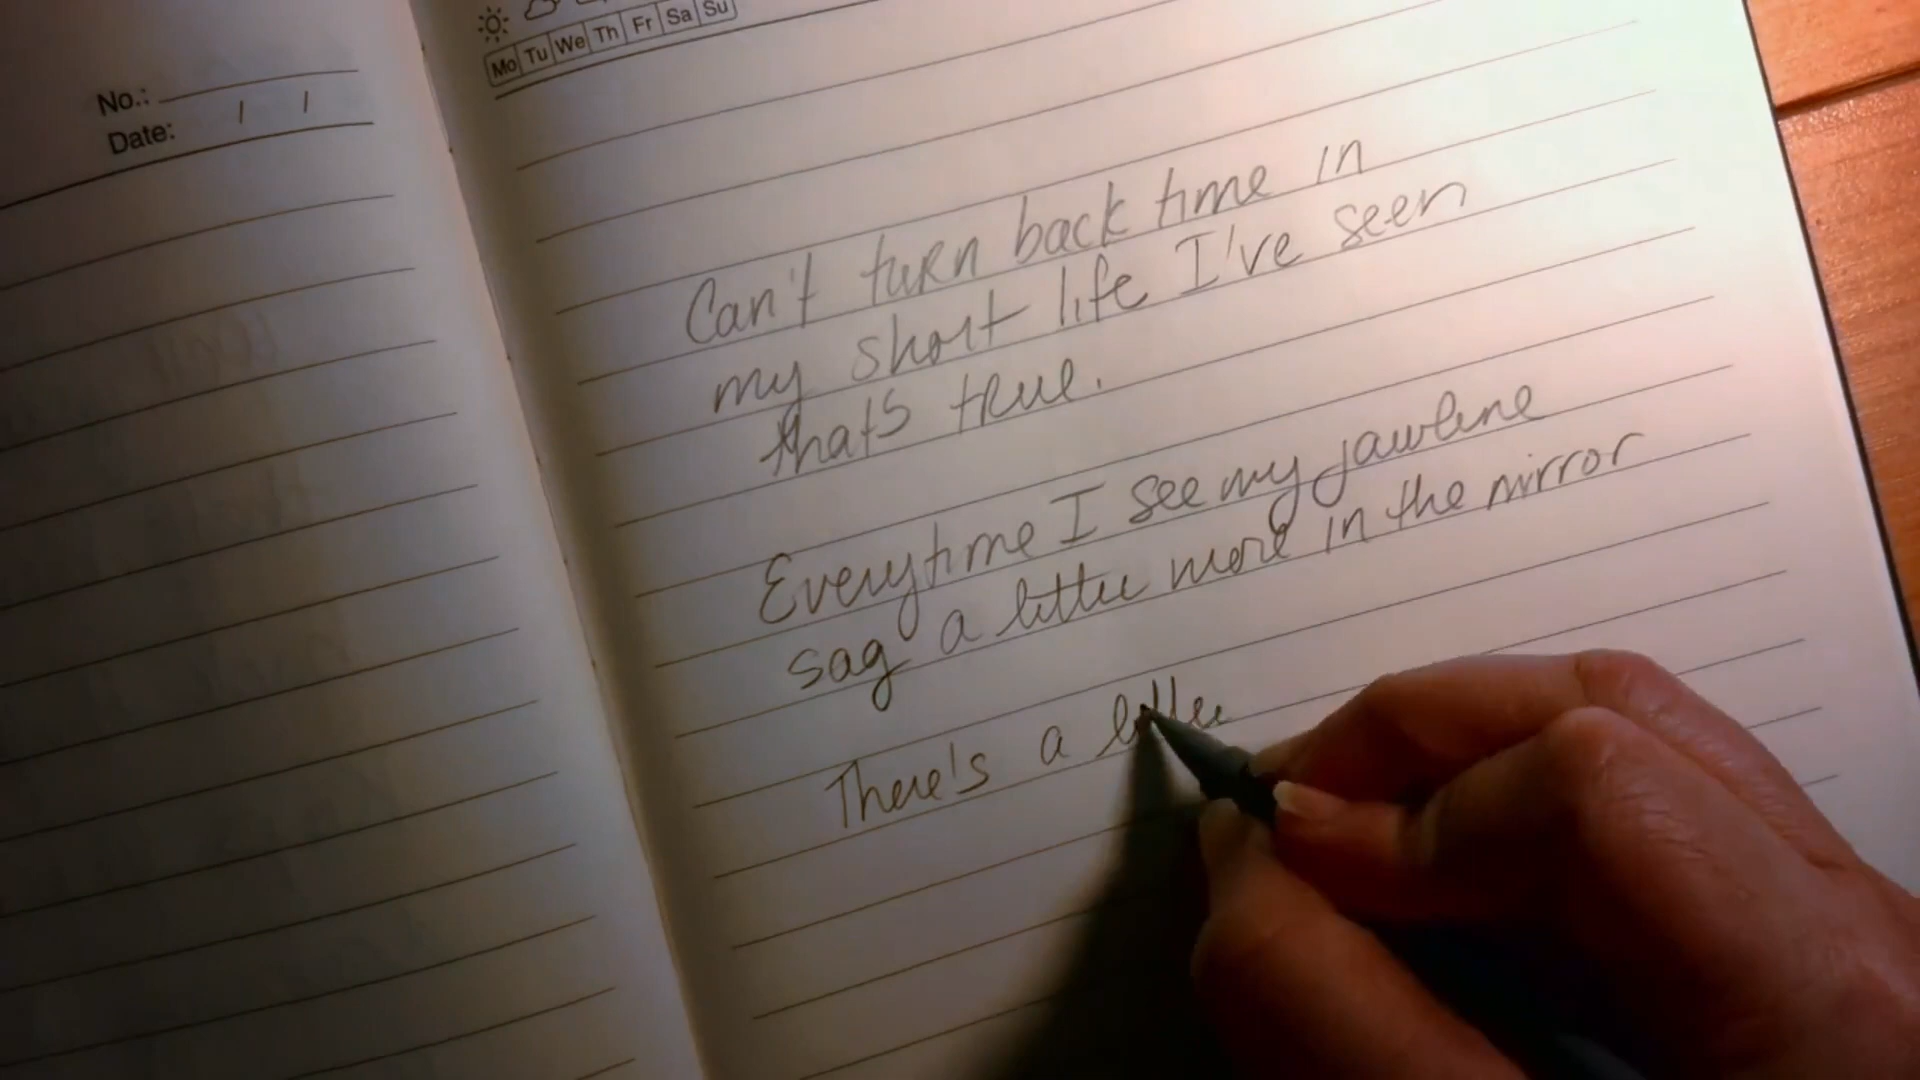 No.:
Date: / /
Mo Tu We Th Fr Sa Su
Can't turn back time in
my short life I've seen
thats true.
Everytime I see my jawline
sag a little more in the mirror
There's a little